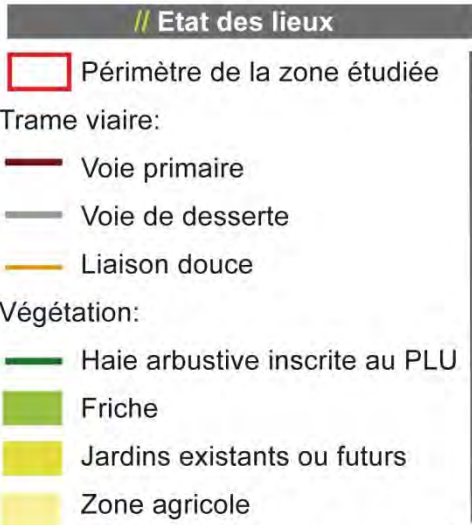 // Etat des lieux
Périmètre de la zone étudiée
Trame viaire:
Voie primaire
Voie de desserte
Liaison douce
Végétation:
Haie arbustive inscrite au PLU
Friche
Jardins existants ou futurs
Zone agricole